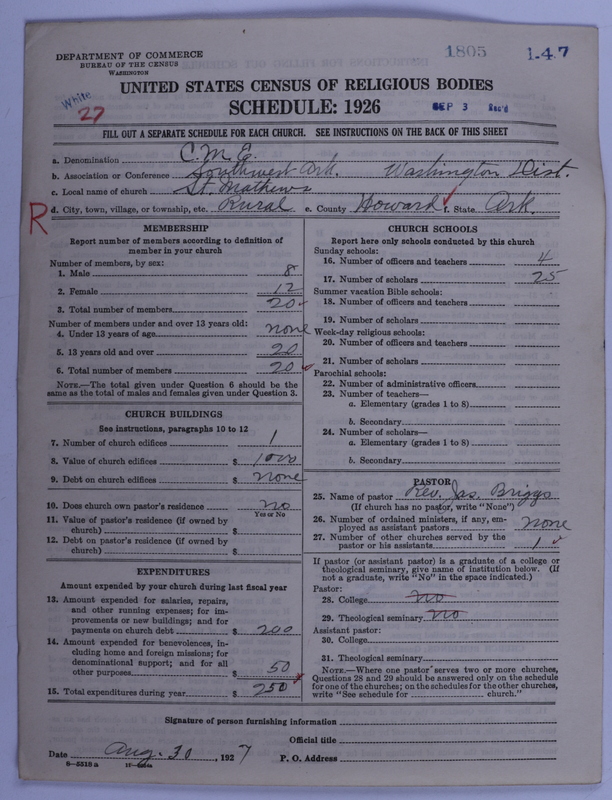 DEPARTMENT OF COMMERCE
BUREAU OF THE CENSUS
WASHINGTON
1805
1-47
White
27
UNITED STATES CENSUS OF RELIGIOUS BODIES
SCHEDULE: 1926
SEP 3 Rec'd
FILL OUT A SEPARATE SCHEDULE FOR EACH CHURCH. SEE INSTRUCTIONS ON THE BACK OF THIS SHEET
a. Denomination C.M.E.
b. Association or Conference Southwest Ark. Washington Dist.
c. Local name of church St. Mathews
R
d. City, town, village, or township, etc. Rural e. County Howard f. State Ark.
MEMBERSHIP
Report number of members according to definition of
member in your church
Number of members, by sex:
1. Male 8
2. Female 12
3. Total number of members 20
Number of members under and over 13 years old:
4. Under 13 years of age none
5. 13 years old and over 20
6. Total number of members 20
NOTE.—The total given under Question 6 should be the
same as the total of males and females given under Question 3.
CHURCH BUILDINGS
See instructions, paragraphs 10 to 12
7. Number of church edifices 1
8. Value of church edifices $ 1000
9. Debt on church edifices $ none
10. Does church own pastor's residence no
Yes or No
11. Value of pastor's residence (if owned by
church) $
12. Debt on pastor's residence (if owned by
church) $
EXPENDITURES
Amount expended by your church during last fiscal year
13. Amount expended for salaries, repairs,
and other running expenses; for im-
provements or new buildings; and for
payments on church debt $ 200
14. Amount expended for benevolences, in-
cluding home and foreign missions; for
denominational support; and for all
other purposes $ 50
15. Total expenditures during year $ 250
CHURCH SCHOOLS
Report here only schools conducted by this church
Sunday schools:
16. Number of officers and teachers 4
17. Number of scholars 25
Summer vacation Bible schools:
18. Number of officers and teachers
19. Number of scholars
Week-day religious schools:
20. Number of officers and teachers
21. Number of scholars
Parochial schools:
22. Number of administrative officers
23. Number of teachers—
a. Elementary (grades 1 to 8)
b. Secondary
24. Number of scholars—
a. Elementary (grades 1 to 8)
b. Secondary
PASTOR
25. Name of pastor Rev. Jas. Briggs
(If church has no pastor, write "None")
26. Number of ordained ministers, if any, em-
ployed as assistant pastors none
27. Number of other churches served by the
pastor or his assistants 1
If pastor (or assistant pastor) is a graduate of a college or
theological seminary, give name of institution below. (If
not a graduate, write "No" in the space indicated.)
Pastor:
28. College no
29. Theological seminary no
Assistant pastor:
30. College
31. Theological seminary
NOTE.—Where one pastor serves two or more churches,
Questions 28 and 29 should be answered only on the schedule
for one of the churches; on the schedules for the other churches,
write "See schedule for church."
Signature of person furnishing information
Official title
Date Aug. 30, 1927 P. O. Address
8-5518a